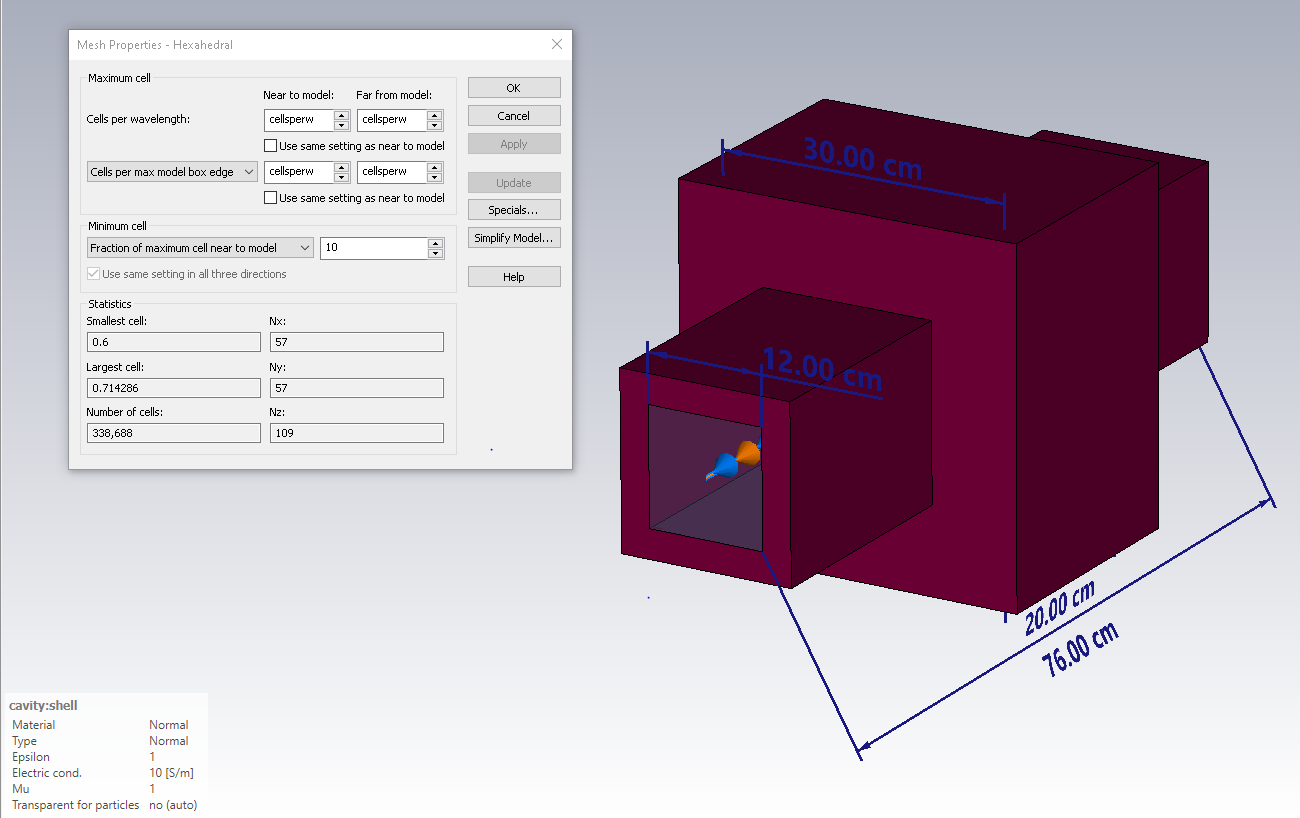 Mesh Properties - Hexahedral
Maximum cell
Near to model: Far from model:
Cells per wavelength: cellsperw cellsperw
Use same setting as near to model
Cells per max model box edge cellsperw cellsperw
Use same setting as near to model
Minimum cell
Fraction of maximum cell near to model 10
Use same setting in all three directions
Statistics
Smallest cell: Nx:
0.6 57
Largest cell: Ny:
0.714286 57
Number of cells: Nz:
338,688 109
OK
Cancel
Apply
Update
Specials...
Simplify Model...
Help
30.00 cm
12.00 cm
20.00 cm
76.00 cm
cavity:shell
Material Normal
Type Normal
Epsilon 1
Electric cond. 10 [S/m]
Mu 1
Transparent for particles no (auto)